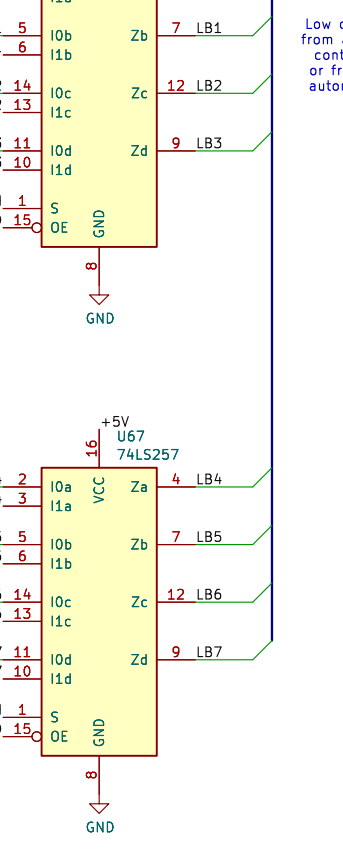 Low
from
cont
or fr
autor
5 I0b Zb 7 LB1
6 I1b
14 I0c Zc 12 LB2
13 I1c
11 I0d Zd 9 LB3
10 I1d
1 S
15 OE
GND
8
GND
+5V
16
U67
74LS257
VCC
2 I0a Za 4 LB4
3 I1a
5 I0b Zb 7 LB5
6 I1b
14 I0c Zc 12 LB6
13 I1c
11 I0d Zd 9 LB7
10 I1d
1 S
15 OE
GND
8
GND